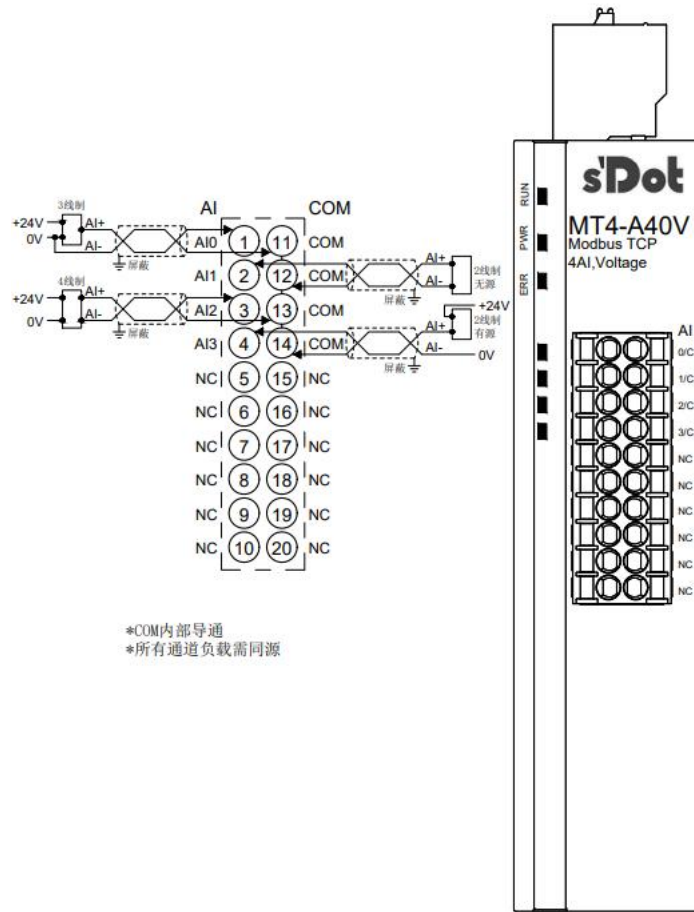 3线制
AI
COM
+24V
AI+
0V
AI-
AI0
1
11
COM
屏蔽
AI1
2
12
COM
AI+
AI-
2线制
无源
屏蔽
4线制
+24V
AI+
0V
AI-
AI2
3
13
COM
屏蔽
+24V
AI+
2线制
有源
AI3
4
14
COM
AI-
0V
屏蔽
NC
5
15
NC
NC
6
16
NC
NC
7
17
NC
NC
8
18
NC
NC
9
19
NC
NC
10
20
NC
*COM内部导通
*所有通道负载需同源
s'Dot
RUN
MT4-A40V
PWR
Modbus TCP
4AI,Voltage
ERR
AI
0/C
1/C
2/C
3/C
NC
NC
NC
NC
NC
NC